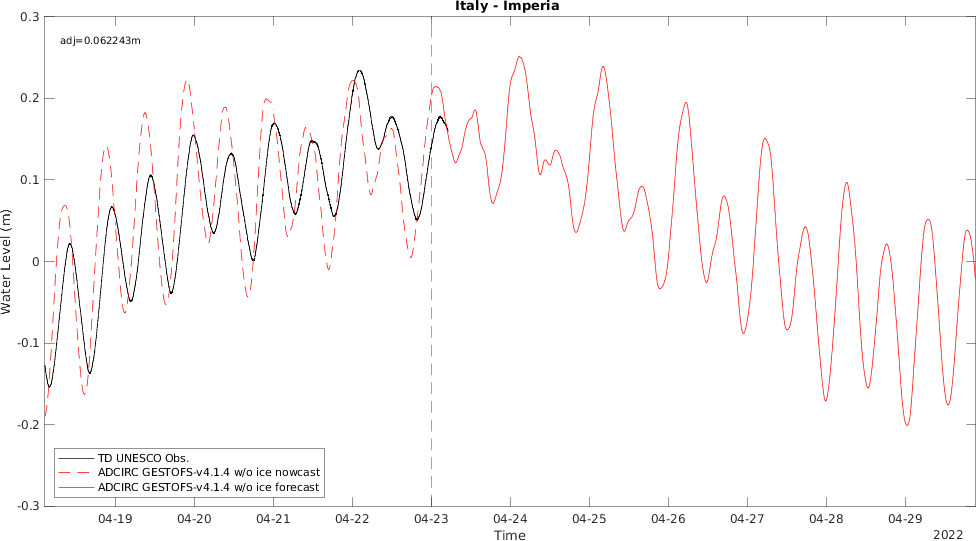 Italy - Imperia
adj=0.062243m
0.3
0.2
0.1
0
-0.1
-0.2
-0.3
Water Level (m)
TD UNESCO Obs.
ADCIRC GESTOFS-v4.1.4 w/o ice nowcast
ADCIRC GESTOFS-v4.1.4 w/o ice forecast
04-19 04-20 04-21 04-22 04-23 04-24 04-25 04-26 04-27 04-28 04-29
Time
2022